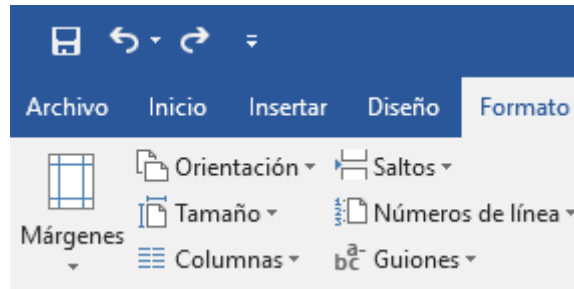 Archivo Inicio Insertar Diseño Formato
Orientación Saltos
Tamaño Números de línea
Márgenes
Columnas Guiones